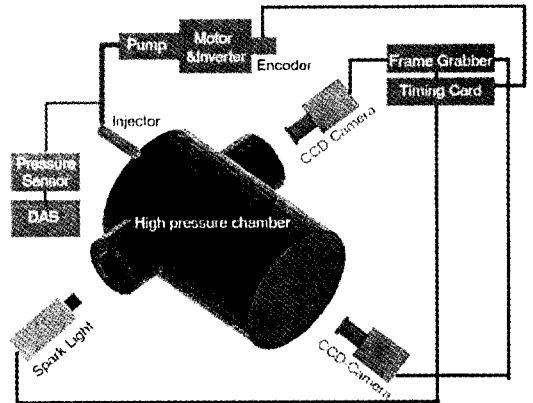 Pump
Motor
&Inverter
Encoder
Frame Grabber
Timing Card
CCD Camera
Injector
Pressure
Sensor
DAS
High pressure chamber
Spark Light
CCD-Camera